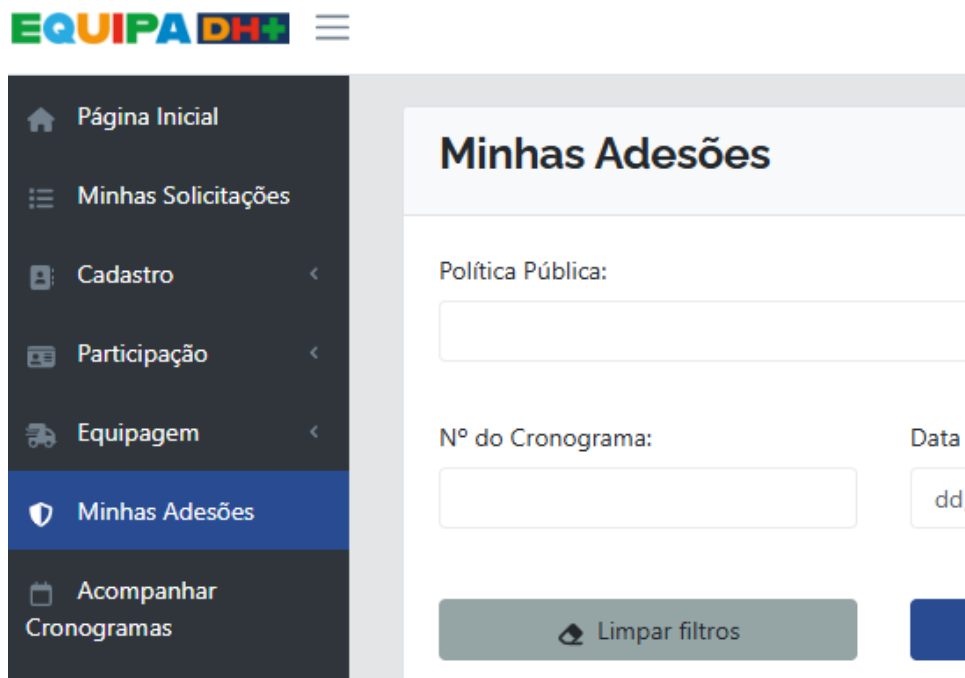 EQUIPA DH+
Página Inicial
Minhas Solicitações
Cadastro
Participação
Equipagem
Minhas Adesões
Acompanhar
Cronogramas
Minhas Adesões
Política Pública:
Nº do Cronograma:
Data
dd
Limpar filtros